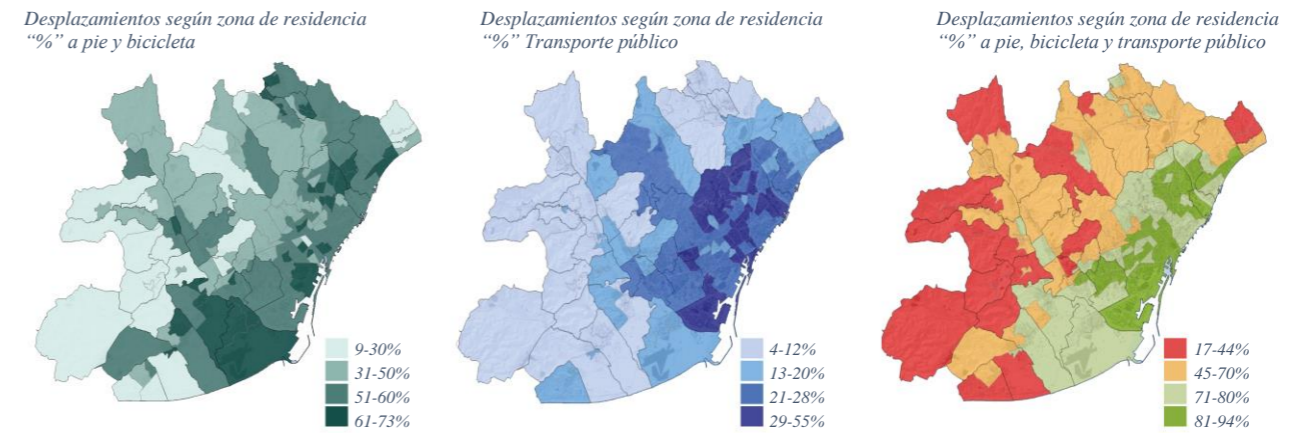 Desplazamientos según zona de residencia
“%” a pie y bicicleta
9-30%
31-50%
51-60%
61-73%
Desplazamientos según zona de residencia
“%” Transporte público
4-12%
13-20%
21-28%
29-55%
Desplazamientos según zona de residencia
“%” a pie, bicicleta y transporte público
17-44%
45-70%
71-80%
81-94%